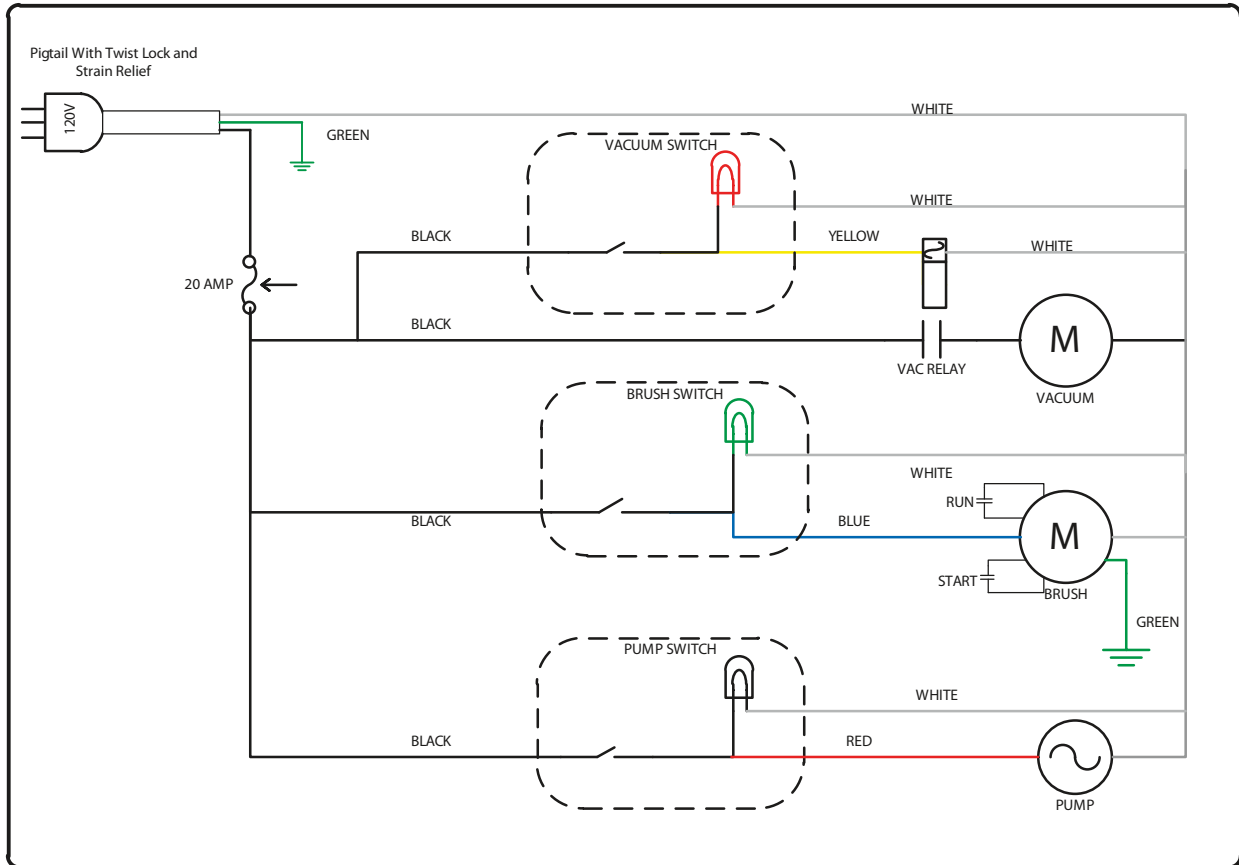 Pigtail With Twist Lock and
Strain Relief
120V
WHITE
GREEN
VACUUM SWITCH
WHITE
BLACK
YELLOW
WHITE
20 AMP
BLACK
VAC RELAY
M
VACUUM
BRUSH SWITCH
WHITE
RUN
BLACK
BLUE
M
START
BRUSH
GREEN
PUMP SWITCH
WHITE
BLACK
RED
PUMP